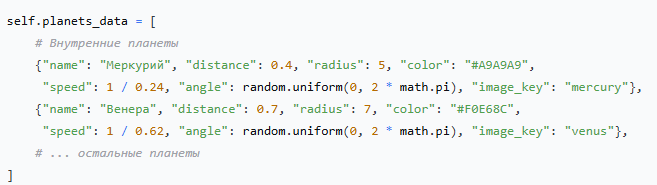 self.planets_data = [
# Внутренние планеты
{"name": "Меркурий", "distance": 0.4, "radius": 5, "color": "#A9A9A9",
"speed": 1 / 0.24, "angle": random.uniform(0, 2 * math.pi), "image_key": "mercury"},
{"name": "Венера", "distance": 0.7, "radius": 7, "color": "#F0E68C",
"speed": 1 / 0.62, "angle": random.uniform(0, 2 * math.pi), "image_key": "venus"},
# ... остальные планеты
]